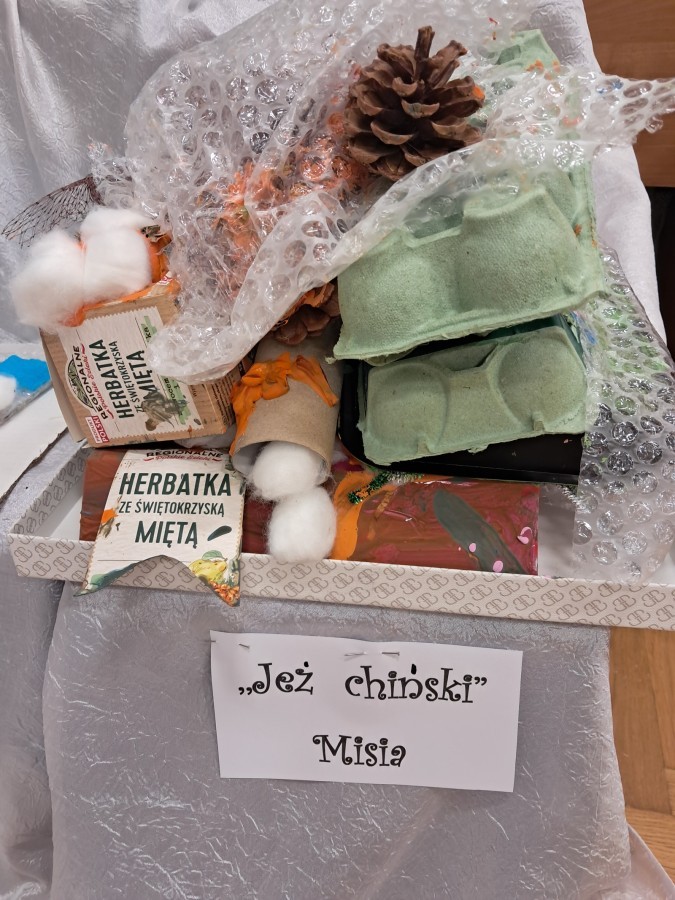 REGIONALNE
HERBATKA
ZE ŚWIĘTOKRZYSKĄ
MIĘTĄ
REGIONALNE
HERBATKA
ZE ŚWIĘTOKRZYSKĄ
MIĘTĄ
„Jeż chiński”
Misia